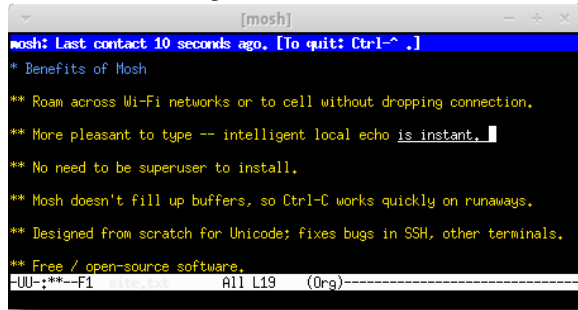 [mosh]
mosh: Last contact 10 seconds ago. [To quit: Ctrl-^ .]
* Benefits of Mosh
** Roam across Wi-Fi networks or to cell without dropping connection.
** More pleasant to type -- intelligent local echo is instant.
** No need to be superuser to install.
** Mosh doesn't fill up buffers, so Ctrl-C works quickly on runaways.
** Designed from scratch for Unicode; fixes bugs in SSH, other terminals.
** Free / open-source software.
-UU-:**--F1 site.txt All L19 (Org)--------------------------------